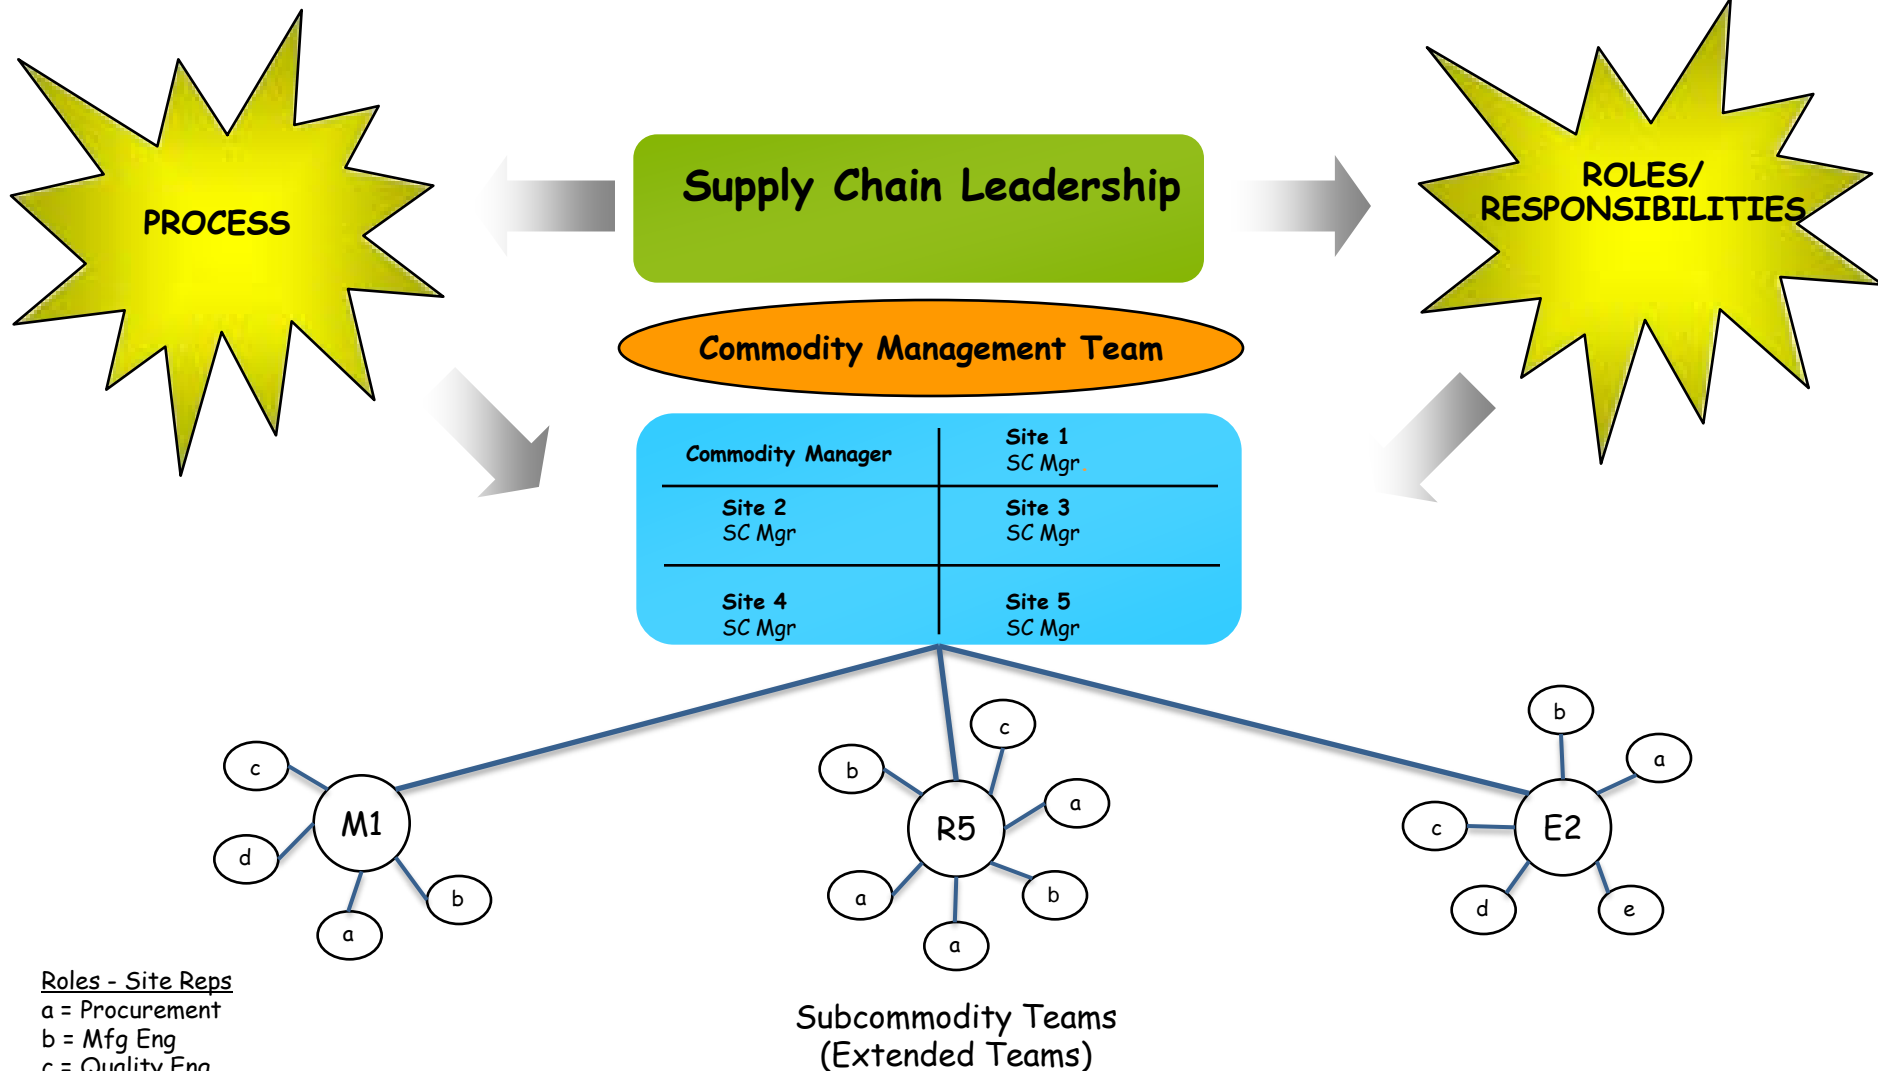 PROCESS
Supply Chain Leadership
ROLES/
RESPONSIBILITIES
Commodity Management Team
Commodity Manager
Site 1
SC Mgr.
Site 2
SC Mgr
Site 3
SC Mgr
Site 4
SC Mgr
Site 5
SC Mgr
c
d
M1
a
b
b
c
R5
a
a
a
b
b
a
c
E2
d
e
Roles - Site Reps
a = Procurement
b = Mfg Eng
c = Quality Eng
Subcommodity Teams
(Extended Teams)